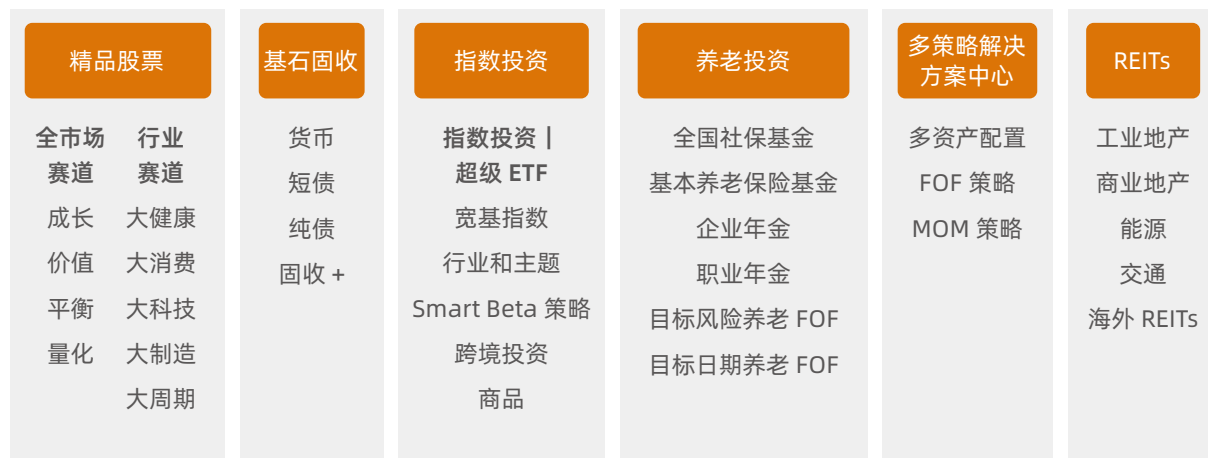 精品股票
全市场
赛道
成长
价值
平衡
量化
行业
赛道
大健康
大消费
大科技
大制造
大周期
基石固收
货币
短债
纯债
固收 +
指数投资
指数投资 |
超级 ETF
宽基指数
行业和主题
Smart Beta 策略
跨境投资
商品
养老投资
全国社保基金
基本养老保险基金
企业年金
职业年金
目标风险养老 FOF
目标日期养老 FOF
多策略解决
方案中心
多资产配置
FOF 策略
MOM 策略
REITs
工业地产
商业地产
能源
交通
海外 REITs